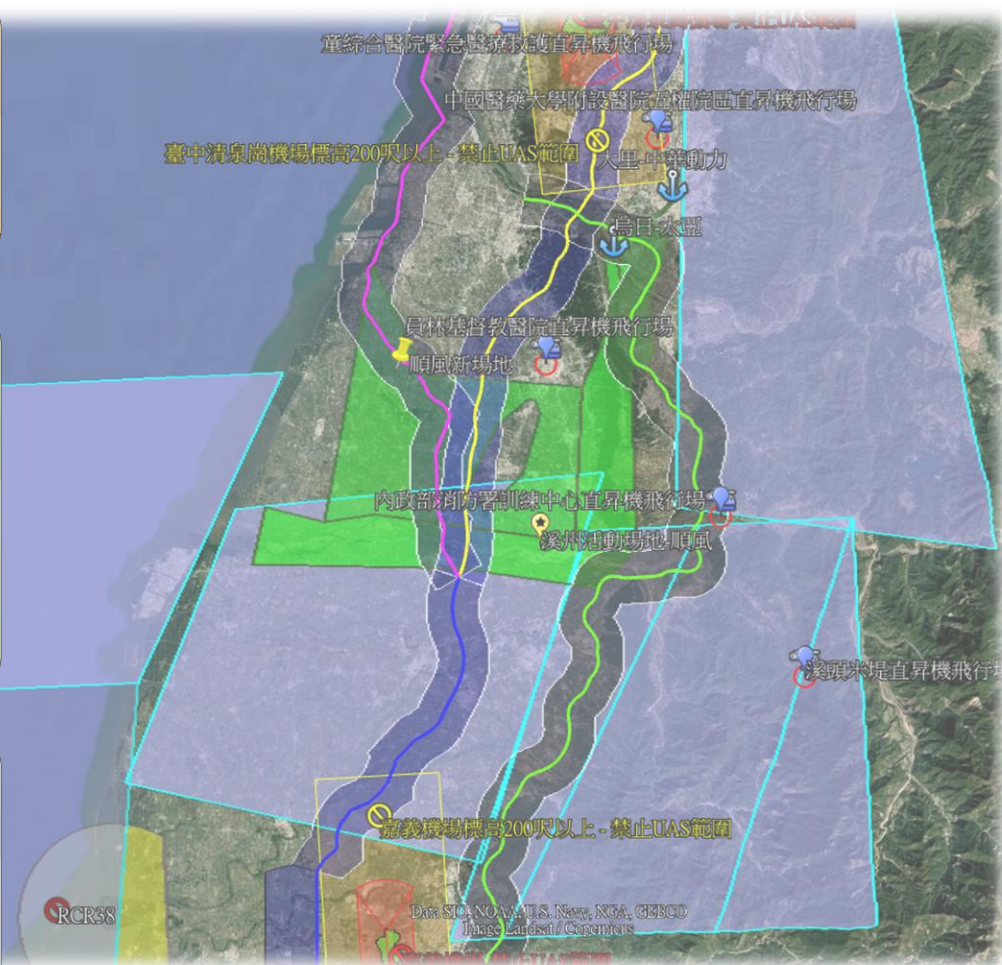 童綜合醫院緊急醫療救護直昇機飛行場
中國醫藥大學附設醫院五權院區直昇機飛行場
臺中清泉崗機場標高200呎以上 - 禁止UAS範圍
大里-中華動力
烏日-太亞
員林基督教醫院直昇機飛行場
順風新場地
內政部消防署訓練中心直昇機飛行場
溪州活動場地-順風
溪頭米堤直昇機飛行場
嘉義機場標高200呎以上 - 禁止UAS範圍
RCR38
Data SIO, NOAA, U.S. Navy, NGA, GEBCO
Image Landsat / Copernicus